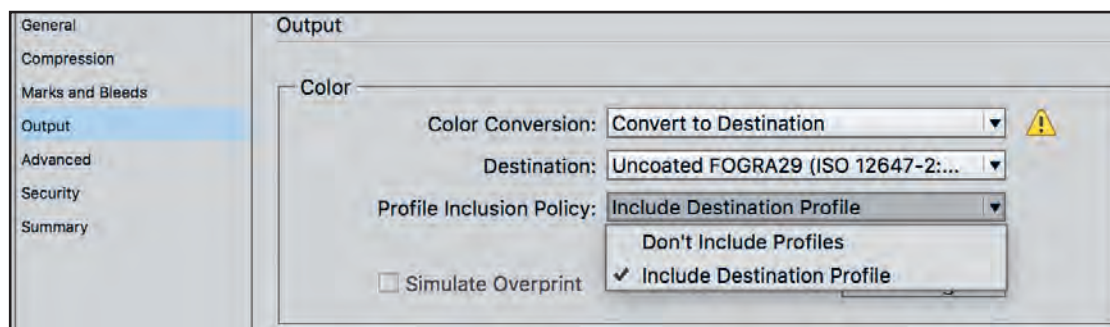 General
Compression
Marks and Bleeds
Output
Advanced
Security
Summary
Output
Color
Color Conversion: Convert to Destination
Destination: Uncoated FOGRA29 (ISO 12647-2:...
Profile Inclusion Policy: Include Destination Profile
Don't Include Profiles
✓ Include Destination Profile
Simulate Overprint